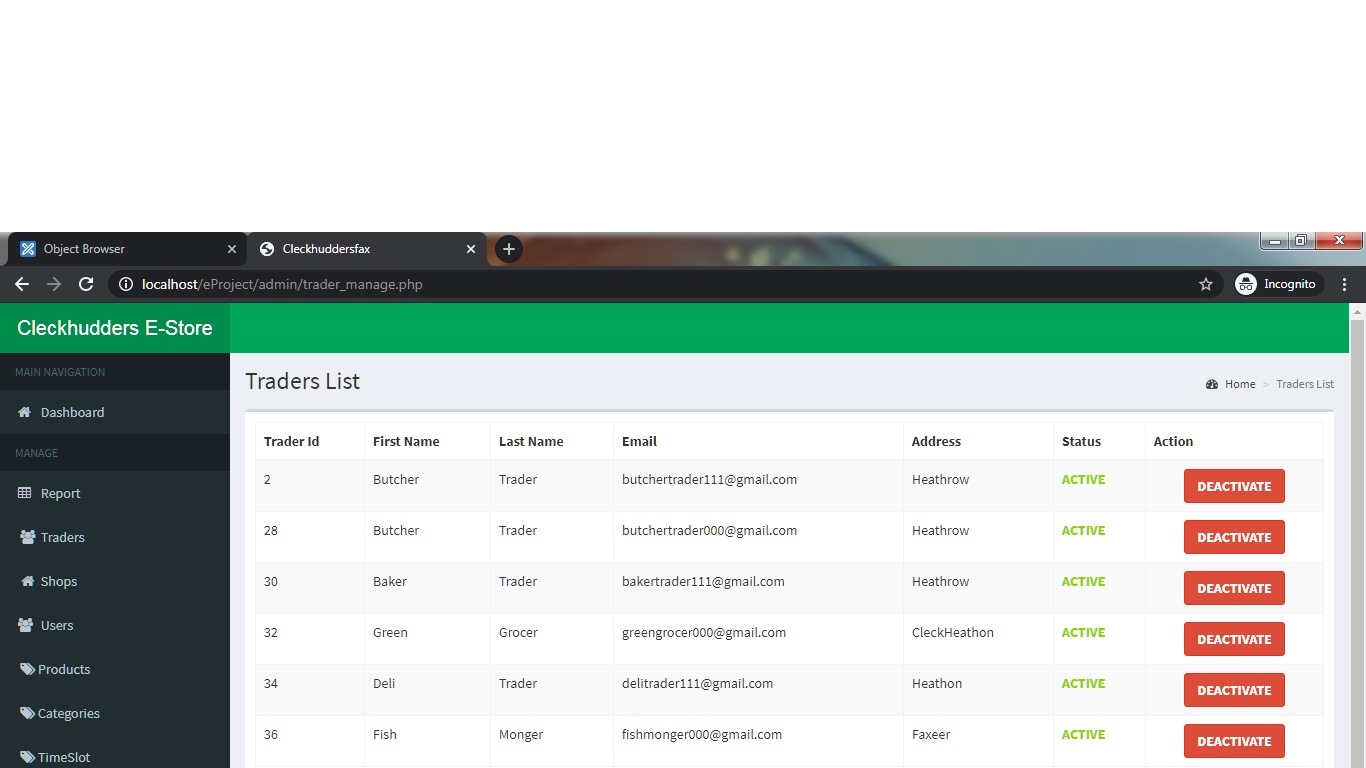 Object Browser Cleckhuddersfax
localhost/eProject/admin/trader_manage.php Incognito
Cleckhudders E-Store
MAIN NAVIGATION
Dashboard
MANAGE
Report
Traders
Shops
Users
Products
Categories
TimeSlot
Traders List
Home > Traders List
Trader Id First Name Last Name Email Address Status Action
2 Butcher Trader butchertrader111@gmail.com Heathrow ACTIVE DEACTIVATE
28 Butcher Trader butchertrader000@gmail.com Heathrow ACTIVE DEACTIVATE
30 Baker Trader bakertrader111@gmail.com Heathrow ACTIVE DEACTIVATE
32 Green Grocer greengrocer000@gmail.com CleckHeathon ACTIVE DEACTIVATE
34 Deli Trader delitrader111@gmail.com Heathon ACTIVE DEACTIVATE
36 Fish Monger fishmonger000@gmail.com Faxeer ACTIVE DEACTIVATE